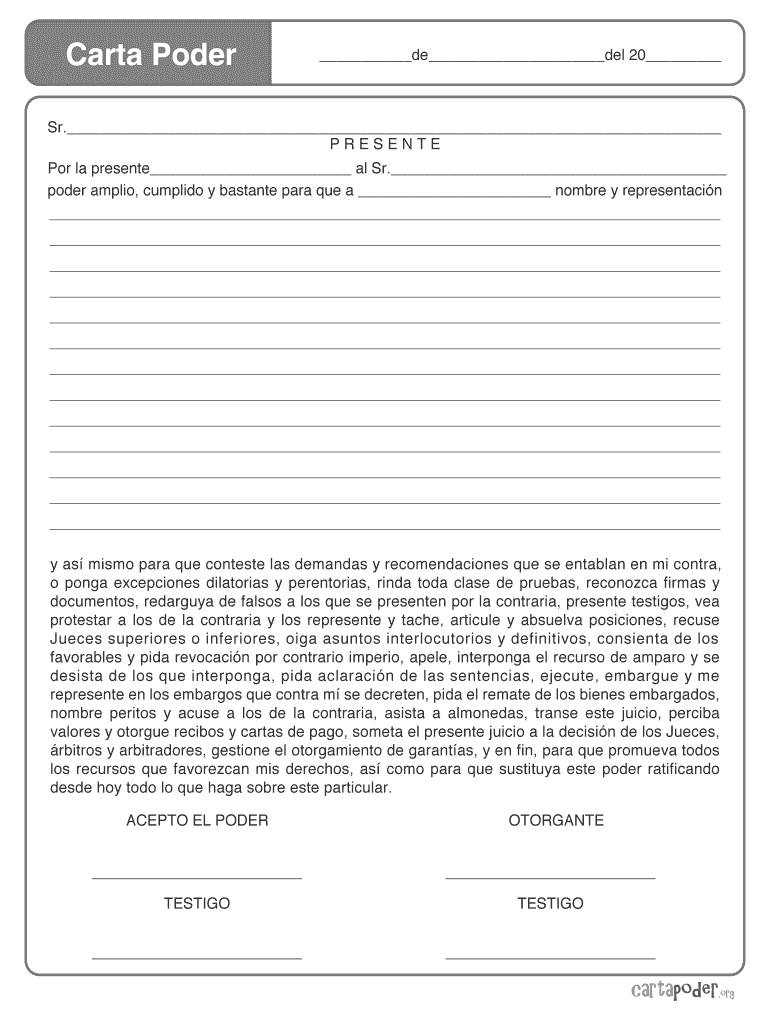 Carta Poder
___________de_____________________del 20_________
Sr.______________________________________________________________________________
P R E S E N T E
Por la presente________________________ al Sr.________________________________________
poder amplio, cumplido y bastante para que a _______________________ nombre y representación
y así mismo para que conteste las demandas y recomendaciones que se entablan en mi contra,
o ponga excepciones dilatorias y perentorias, rinda toda clase de pruebas, reconozca firmas y
documentos, redarguya de falsos a los que se presenten por la contraria, presente testigos, vea
protestar a los de la contraria y los represente y tache, articule y absuelva posiciones, recuse
Jueces superiores o inferiores, oiga asuntos interlocutorios y definitivos, consienta de los
favorables y pida revocación por contrario imperio, apele, interponga el recurso de amparo y se
desista de los que interponga, pida aclaración de las sentencias, ejecute, embargue y me
represente en los embargos que contra mí se decreten, pida el remate de los bienes embargados,
nombre peritos y acuse a los de la contraria, asista a almonedas, transe este juicio, perciba
valores y otorgue recibos y cartas de pago, someta el presente juicio a la decisión de los Jueces,
árbitros y arbitradores, gestione el otorgamiento de garantías, y en fin, para que promueva todos
los recursos que favorezcan mis derechos, así como para que sustituya este poder ratificando
desde hoy todo lo que haga sobre este particular.
ACEPTO EL PODER OTORGANTE
TESTIGO TESTIGO
cartapoder.org